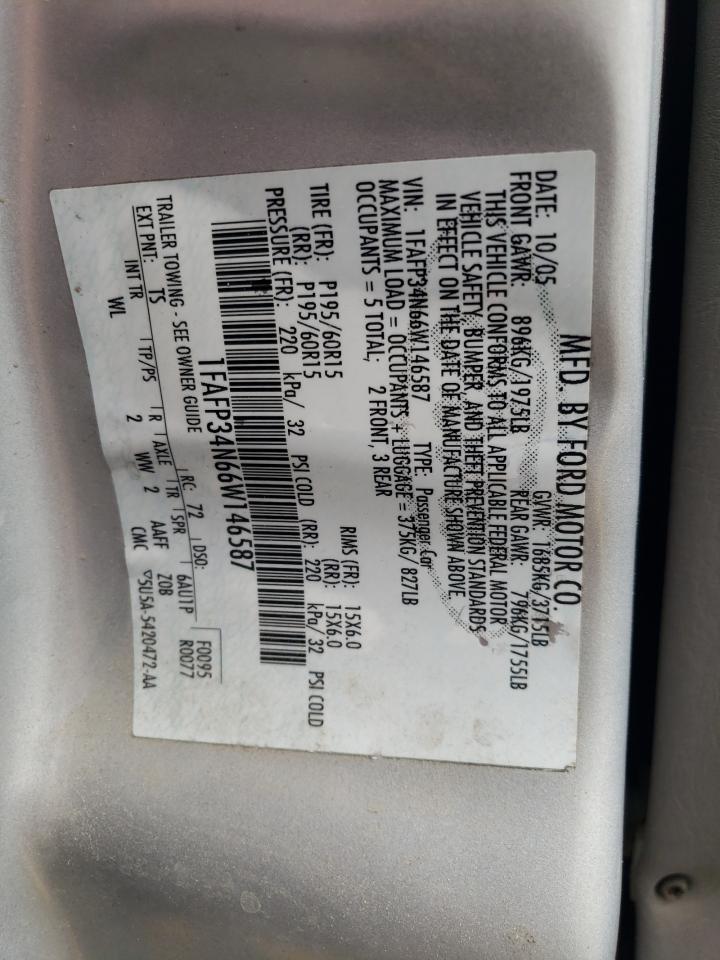 MFD. BY FORD MOTOR CO.
DATE: 10/05 GVWR: 1685KG/3715LB
FRONT GAWR: 896KG/1975LB REAR GAWR: 796KG/1755LB
THIS VEHICLE CONFORMS TO ALL APPLICABLE FEDERAL MOTOR
VEHICLE SAFETY, BUMPER, AND THEFT PREVENTION STANDARDS
IN EFFECT ON THE DATE OF MANUFACTURE SHOWN ABOVE.
VIN: 1FAFP34N66W146587 TYPE: Passenger Car
MAXIMUM LOAD = OCCUPANTS + LUGGAGE = 375KG/ 827LB
OCCUPANTS = 5 TOTAL; 2 FRONT, 3 REAR
RIMS (FR): 15X6.0
TIRE (FR): P195/60R15 (RR): 15X6.0
(RR): P195/60R15
PRESSURE (FR): 220 kPa/ 32 PSI COLD (RR): 220 kPa/ 32 PSI COLD
1FAFP34N66W146587
TRAILER TOWING - SEE OWNER GUIDE RC: 72 DSO: F0095
EXT PNT: TS R0077
INT TR TP/PS R AXLE TR SPR 6AU1P
WL 2 WW 2 AAFF ZOB
CMC ▽5U5A-5420472-AA